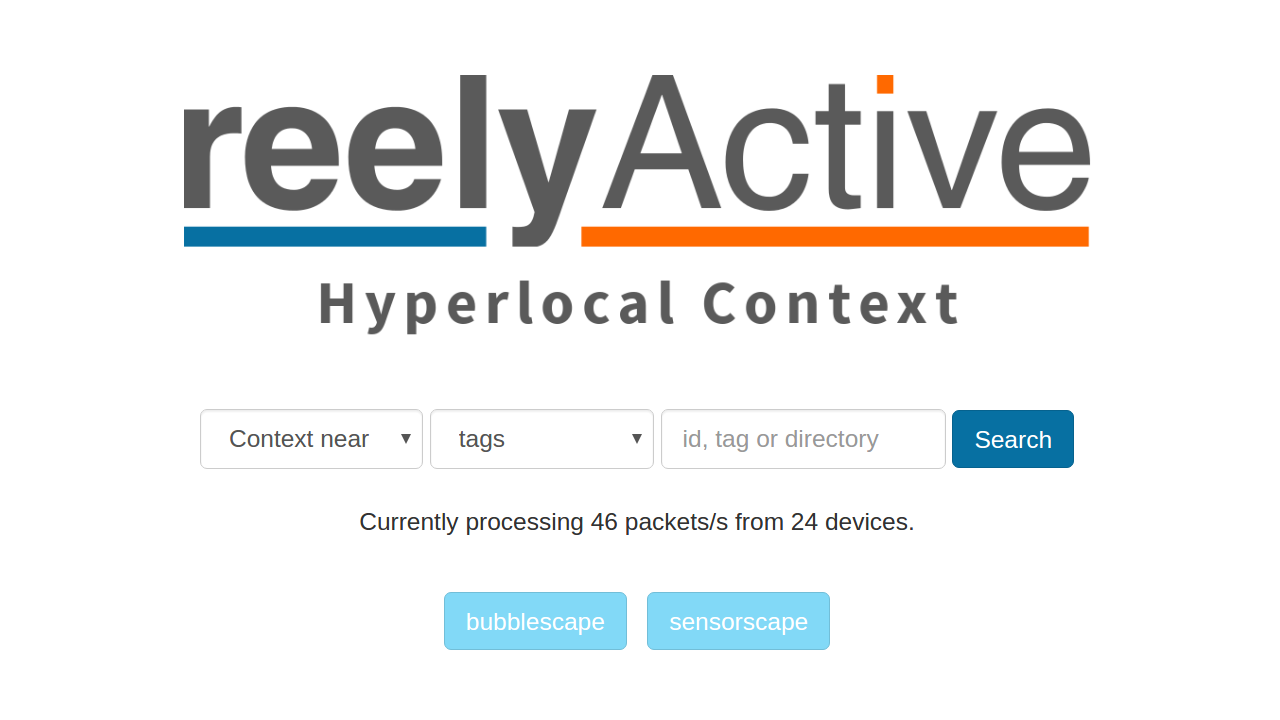 reelyActive
Hyperlocal Context
Context near ▼ tags ▼ id, tag or directory Search
Currently processing 46 packets/s from 24 devices.
bubblescape sensorscape